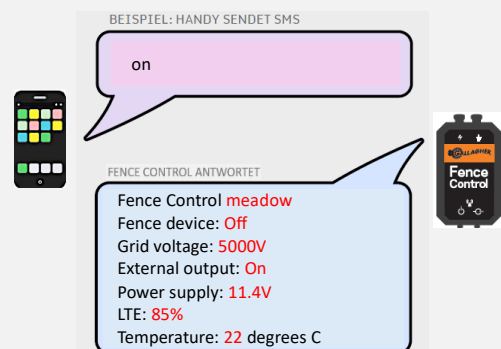 BEISPIEL: HANDY SENDET SMS
on
GALLAGHER
Fence
Control
FENCE CONTROL ANTWORTET
Fence Control meadow
Fence device: Off
Grid voltage: 5000V
External output: On
Power supply: 11.4V
LTE: 85%
Temperature: 22 degrees C